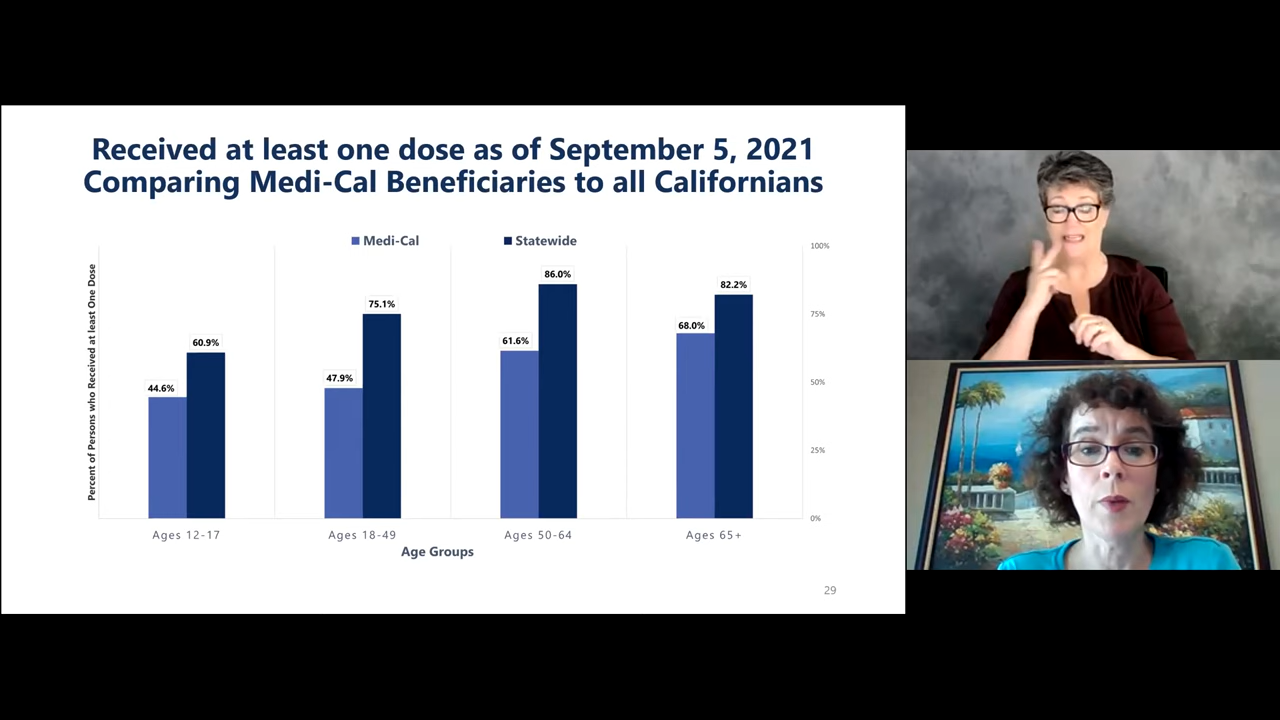 Received at least one dose as of September 5, 2021
Comparing Medi-Cal Beneficiaries to all Californians
Medi-Cal
Statewide
Percent of Persons who Received at least One Dose
100%
75%
50%
25%
0%
44.6%
60.9%
47.9%
75.1%
61.6%
86.0%
68.0%
82.2%
Ages 12-17
Ages 18-49
Ages 50-64
Ages 65+
Age Groups
29